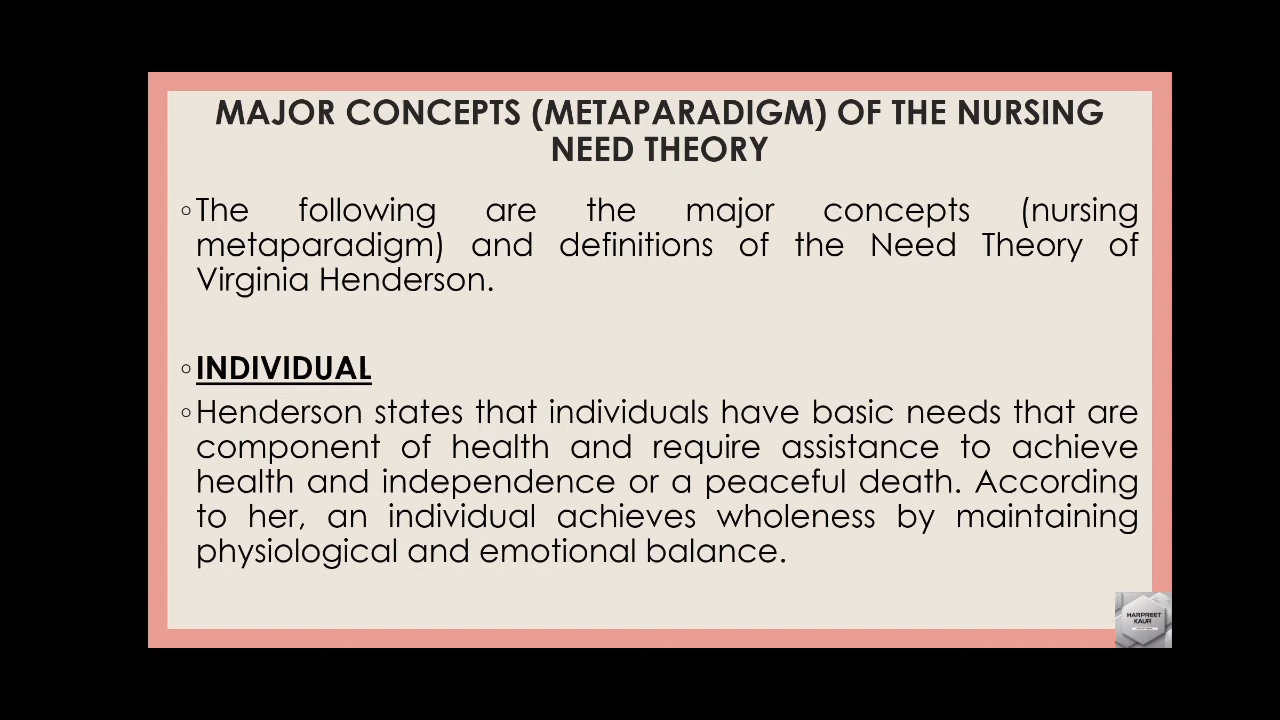 MAJOR CONCEPTS (METAPARADIGM) OF THE NURSING
NEED THEORY
◦The following are the major concepts (nursing
metaparadigm) and definitions of the Need Theory of
Virginia Henderson.
◦INDIVIDUAL
◦Henderson states that individuals have basic needs that are
component of health and require assistance to achieve
health and independence or a peaceful death. According
to her, an individual achieves wholeness by maintaining
physiological and emotional balance.
HARPREET
KAUR